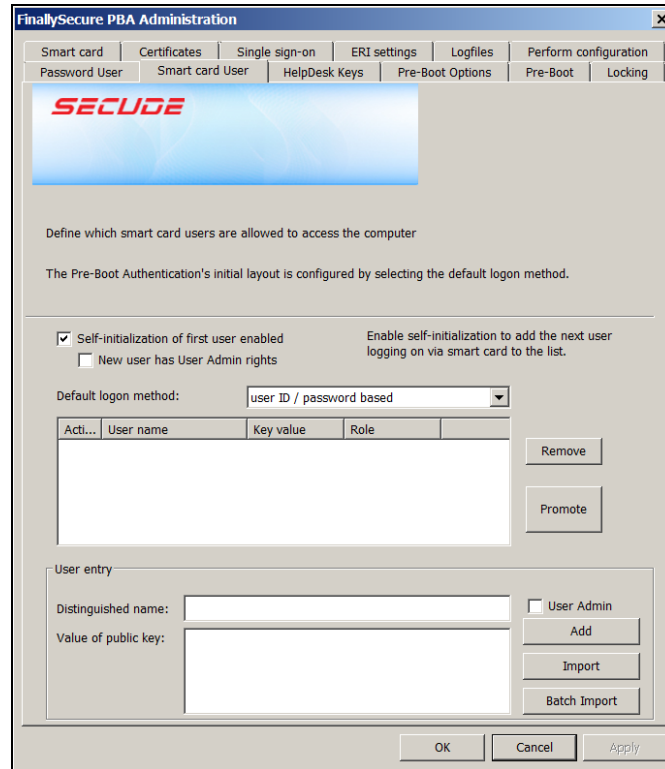 FinallySecure PBA Administration
Smart card Certificates Single sign-on ERI settings Logfiles Perform configuration
Password User Smart card User HelpDesk Keys Pre-Boot Options Pre-Boot Locking
SECUDE
Define which smart card users are allowed to access the computer
The Pre-Boot Authentication's initial layout is configured by selecting the default logon method.
Self-initialization of first user enabled Enable self-initialization to add the next user
New user has User Admin rights logging on via smart card to the list.
Default logon method: user ID / password based
Acti... User name Key value Role
Remove
Promote
User entry
Distinguished name: User Admin
Value of public key: Add
Import
Batch Import
OK Cancel Apply